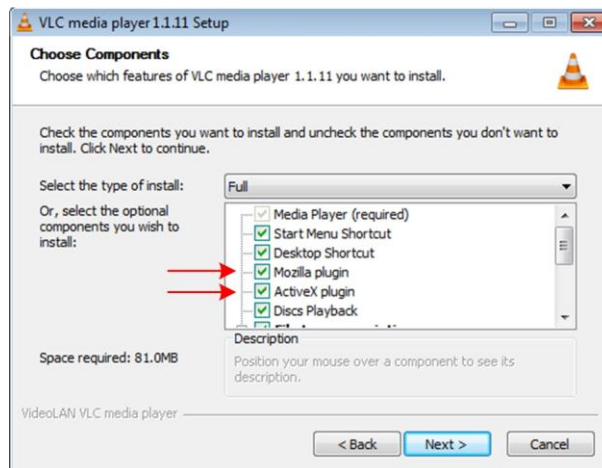 VLC media player 1.1.11 Setup
Choose Components
Choose which features of VLC media player 1.1.11 you want to install.
Check the components you want to install and uncheck the components you don't want to
install. Click Next to continue.
Select the type of install:
Full
Or, select the optional
components you wish to
install:
Media Player (required)
Start Menu Shortcut
Desktop Shortcut
Mozilla plugin
ActiveX plugin
Discs Playback
Description
Position your mouse over a component to see its
description.
Space required: 81.0MB
VideoLAN VLC media player
< Back
Next >
Cancel